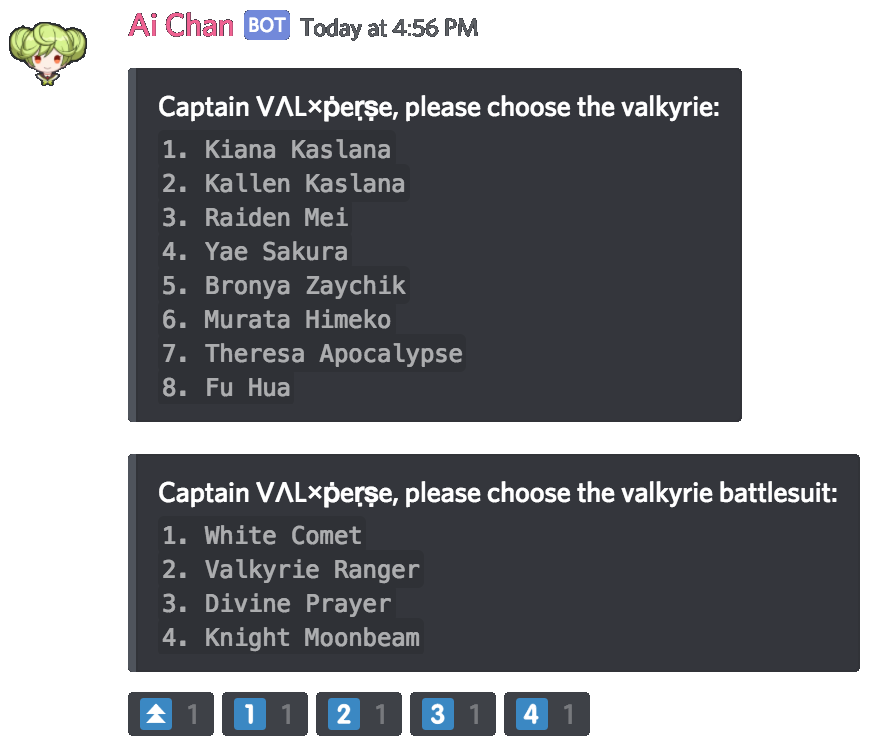 Ai Chan BOT Today at 4:56 PM
Captain VΛL×ṗeṛṣe, please choose the valkyrie:
1. Kiana Kaslana
2. Kallen Kaslana
3. Raiden Mei
4. Yae Sakura
5. Bronya Zaychik
6. Murata Himeko
7. Theresa Apocalypse
8. Fu Hua
Captain VΛL×ṗeṛṣe, please choose the valkyrie battlesuit:
1. White Comet
2. Valkyrie Ranger
3. Divine Prayer
4. Knight Moonbeam
1 1 1 2 1 3 1 4 1